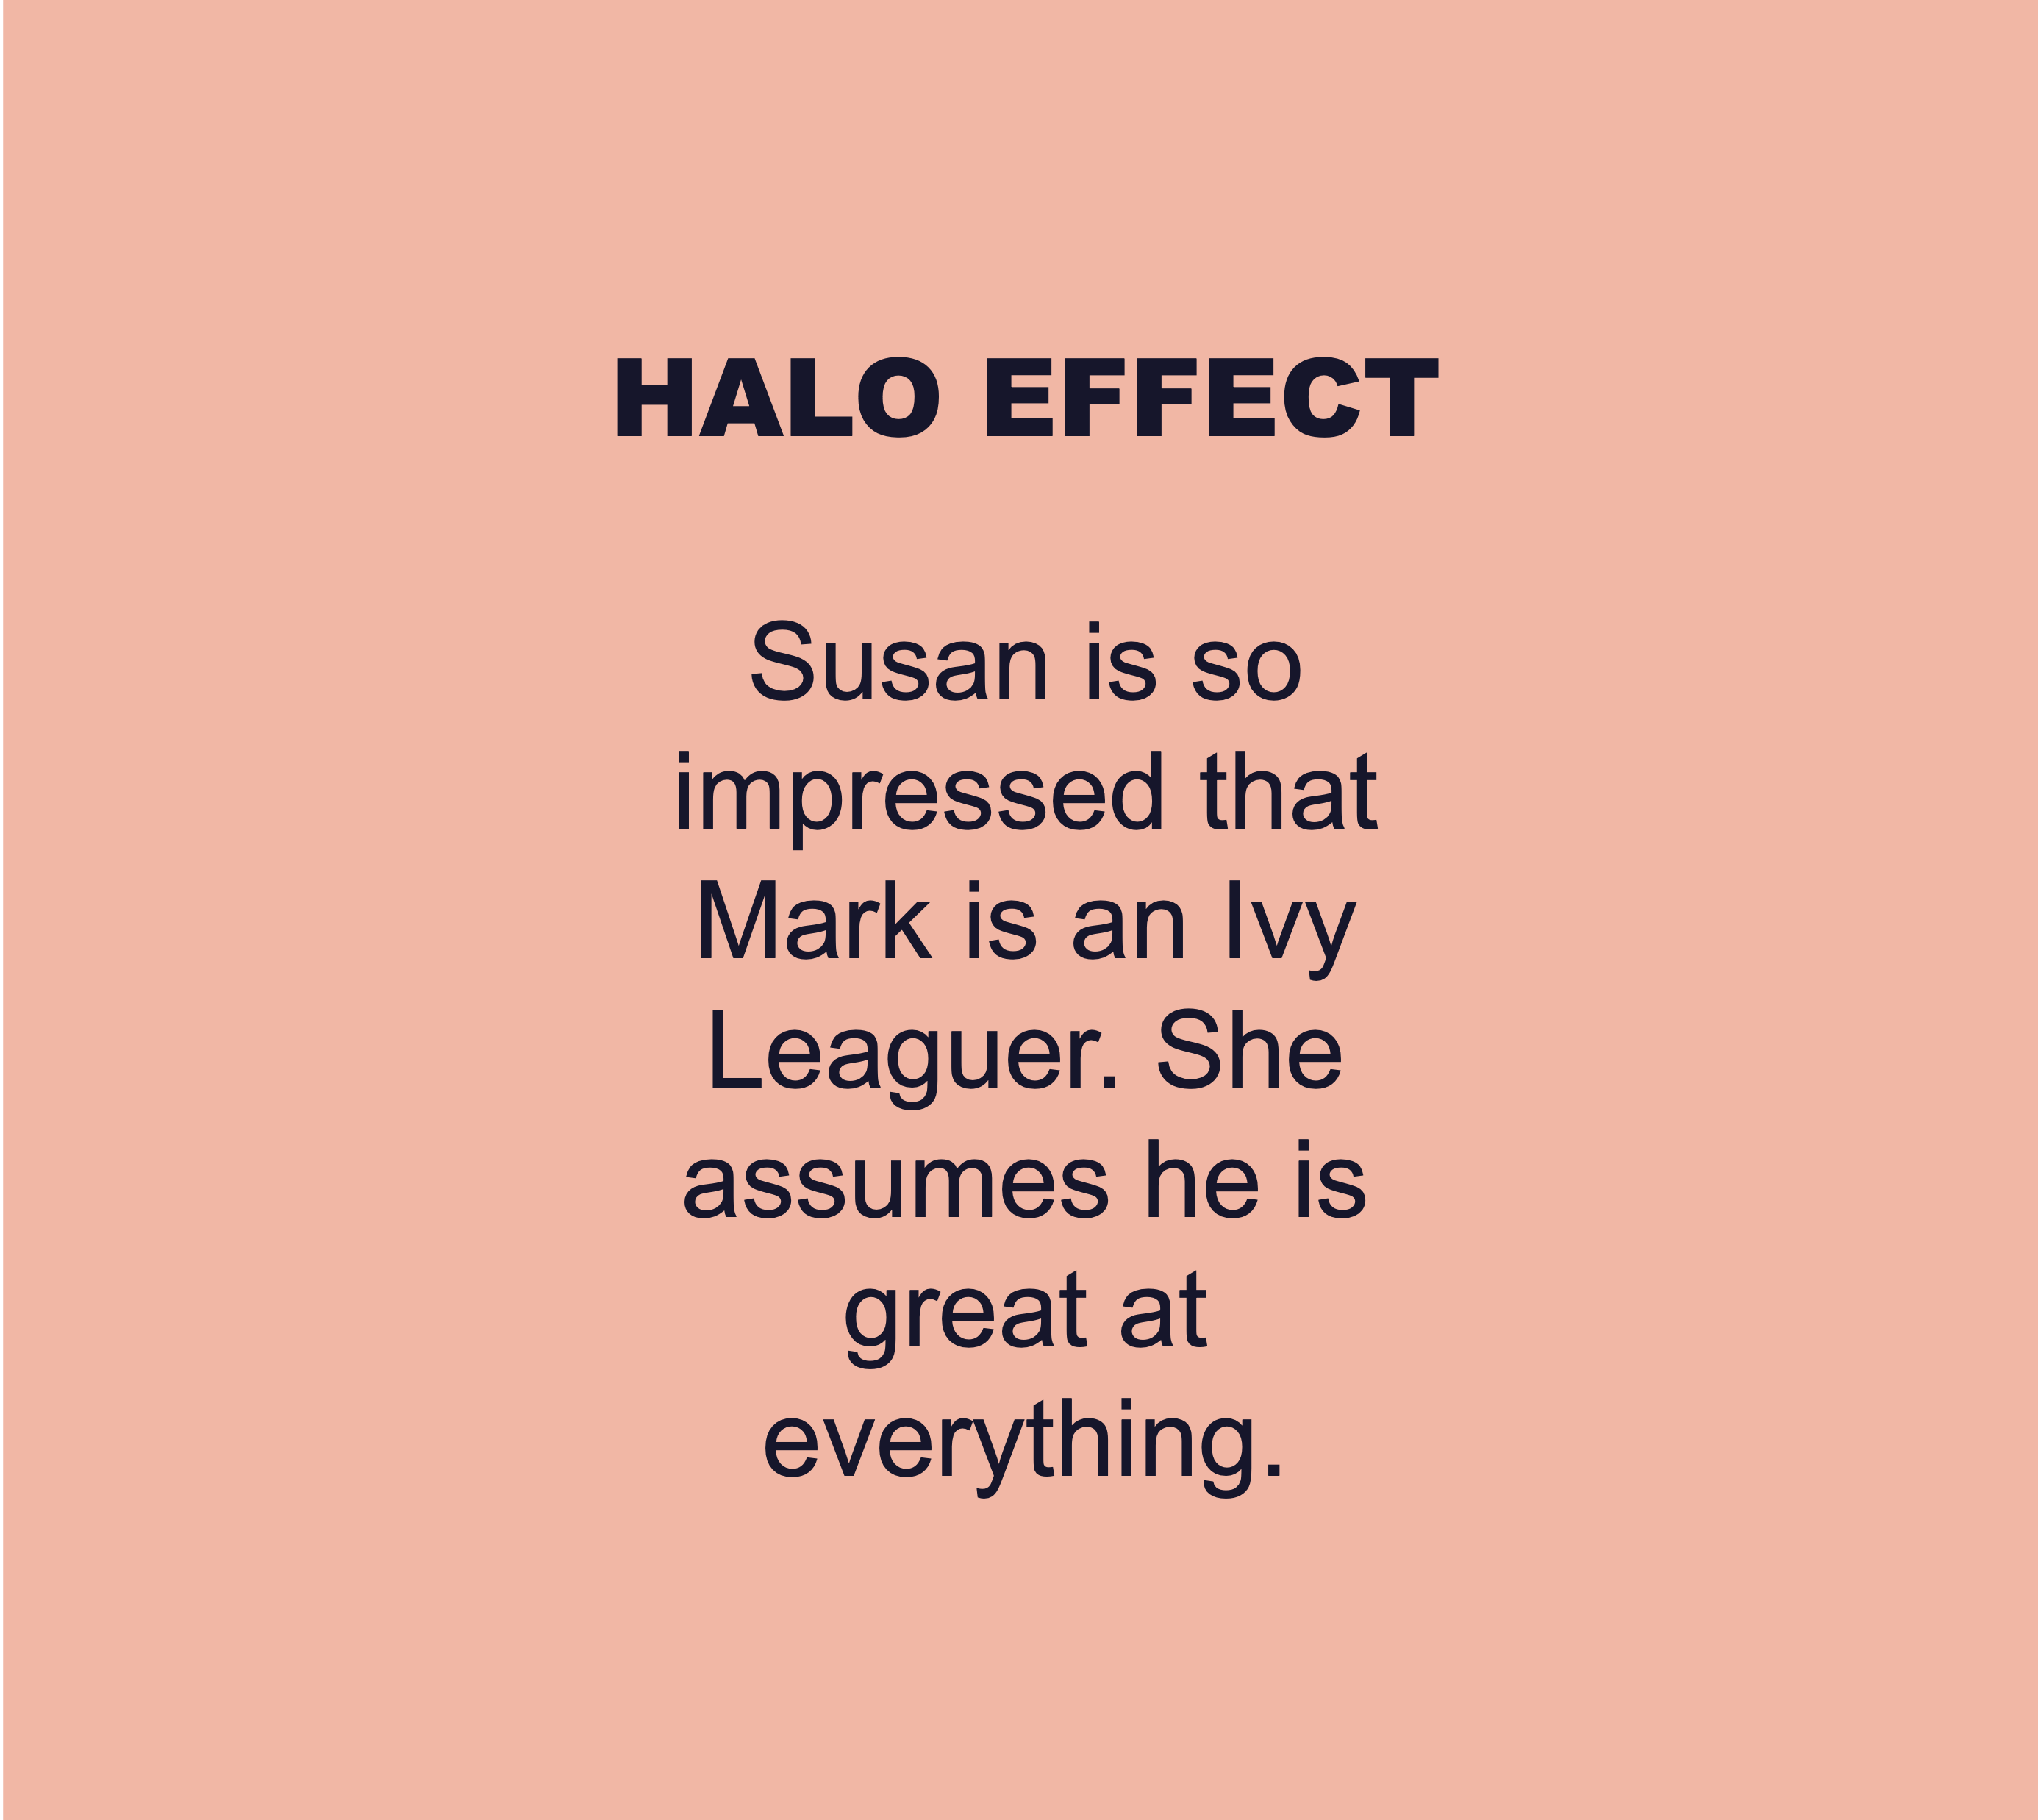 HALO EFFECT
Susan is so
impressed that
Mark is an Ivy
Leaguer. She
assumes he is
great at
everything.